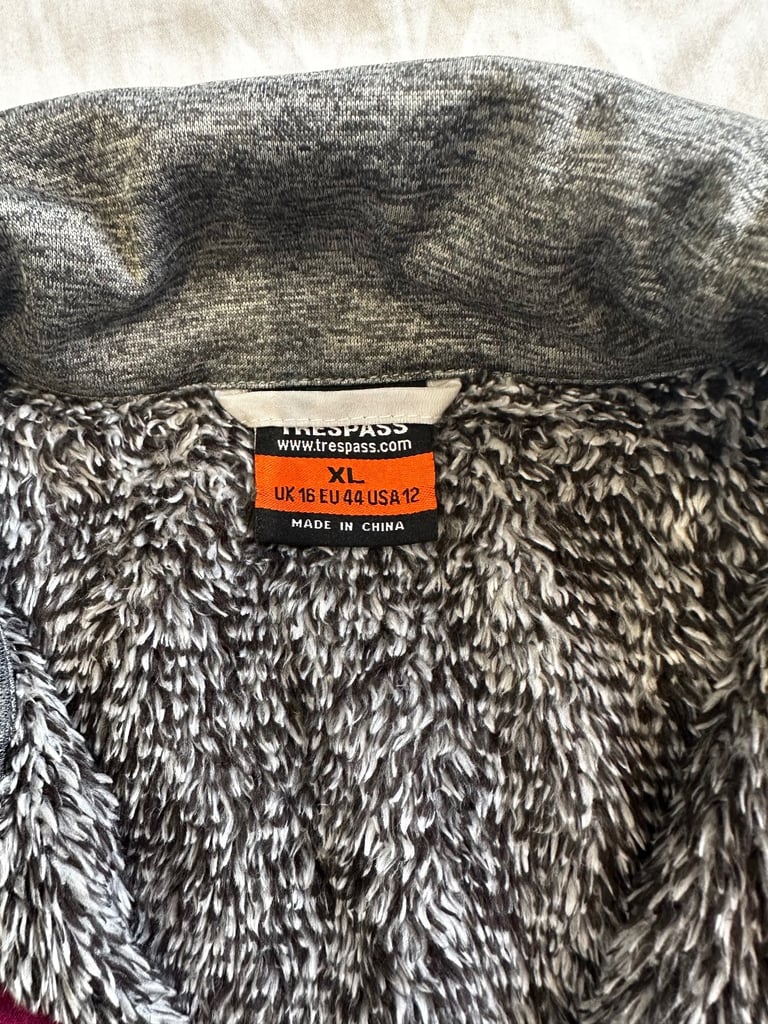 TRESPASS
www.trespass.com
XL
UK 16 EU 44 USA 12
MADE IN CHINA